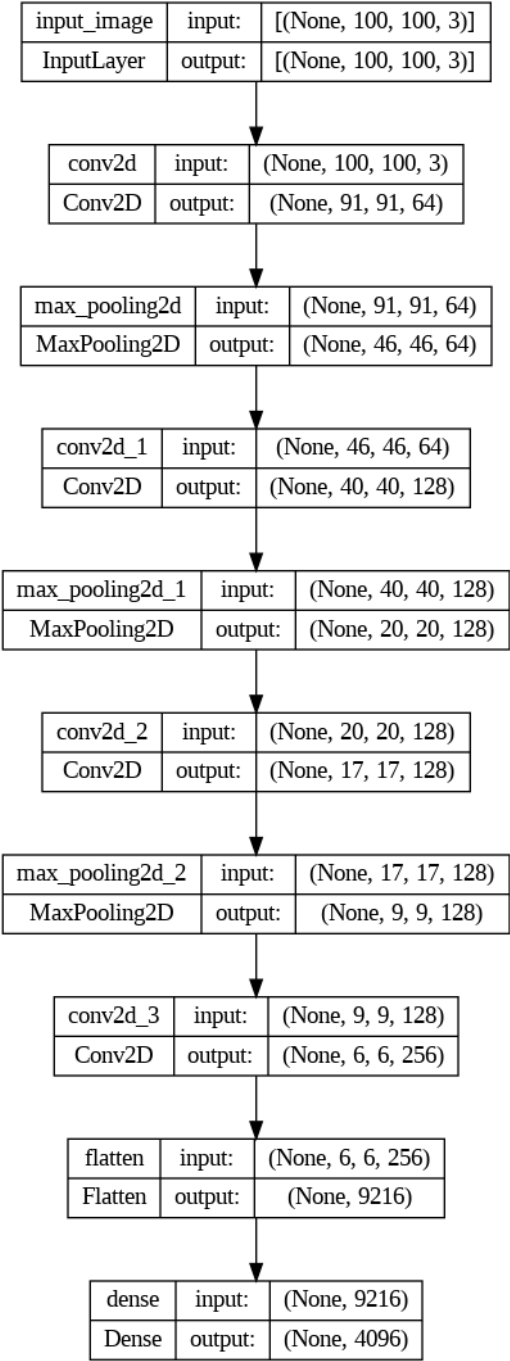 input_image input: [(None, 100, 100, 3)]
InputLayer output: [(None, 100, 100, 3)]
conv2d input: (None, 100, 100, 3)
Conv2D output: (None, 91, 91, 64)
max_pooling2d input: (None, 91, 91, 64)
MaxPooling2D output: (None, 46, 46, 64)
conv2d_1 input: (None, 46, 46, 64)
Conv2D output: (None, 40, 40, 128)
max_pooling2d_1 input: (None, 40, 40, 128)
MaxPooling2D output: (None, 20, 20, 128)
conv2d_2 input: (None, 20, 20, 128)
Conv2D output: (None, 17, 17, 128)
max_pooling2d_2 input: (None, 17, 17, 128)
MaxPooling2D output: (None, 9, 9, 128)
conv2d_3 input: (None, 9, 9, 128)
Conv2D output: (None, 6, 6, 256)
flatten input: (None, 6, 6, 256)
Flatten output: (None, 9216)
dense input: (None, 9216)
Dense output: (None, 4096)